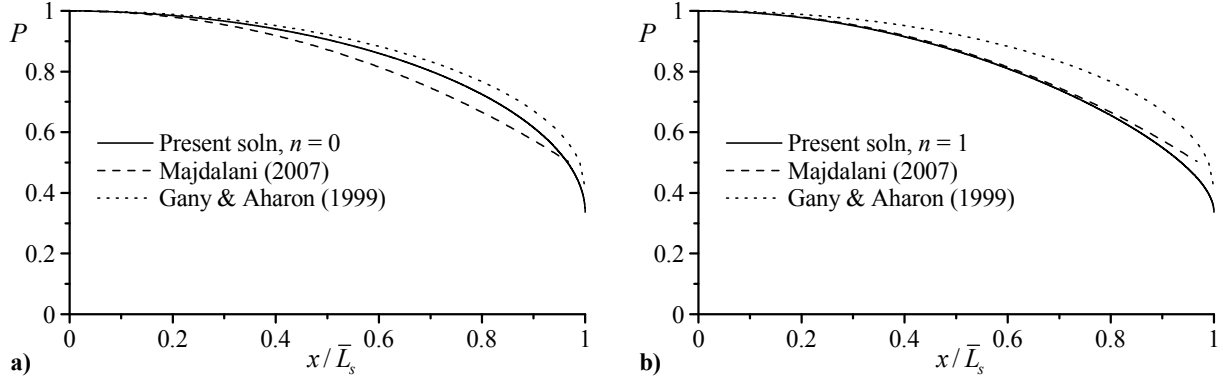 P
1
0.8
0.6
0.4
0.2
0
Present soln, n = 0
Majdalani (2007)
Gany & Aharon (1999)
0 0.2 0.4 0.6 0.8 1
a)
x / L̄ₛ
P
1
0.8
0.6
0.4
0.2
0
Present soln, n = 1
Majdalani (2007)
Gany & Aharon (1999)
0 0.2 0.4 0.6 0.8 1
b)
x / L̄ₛ